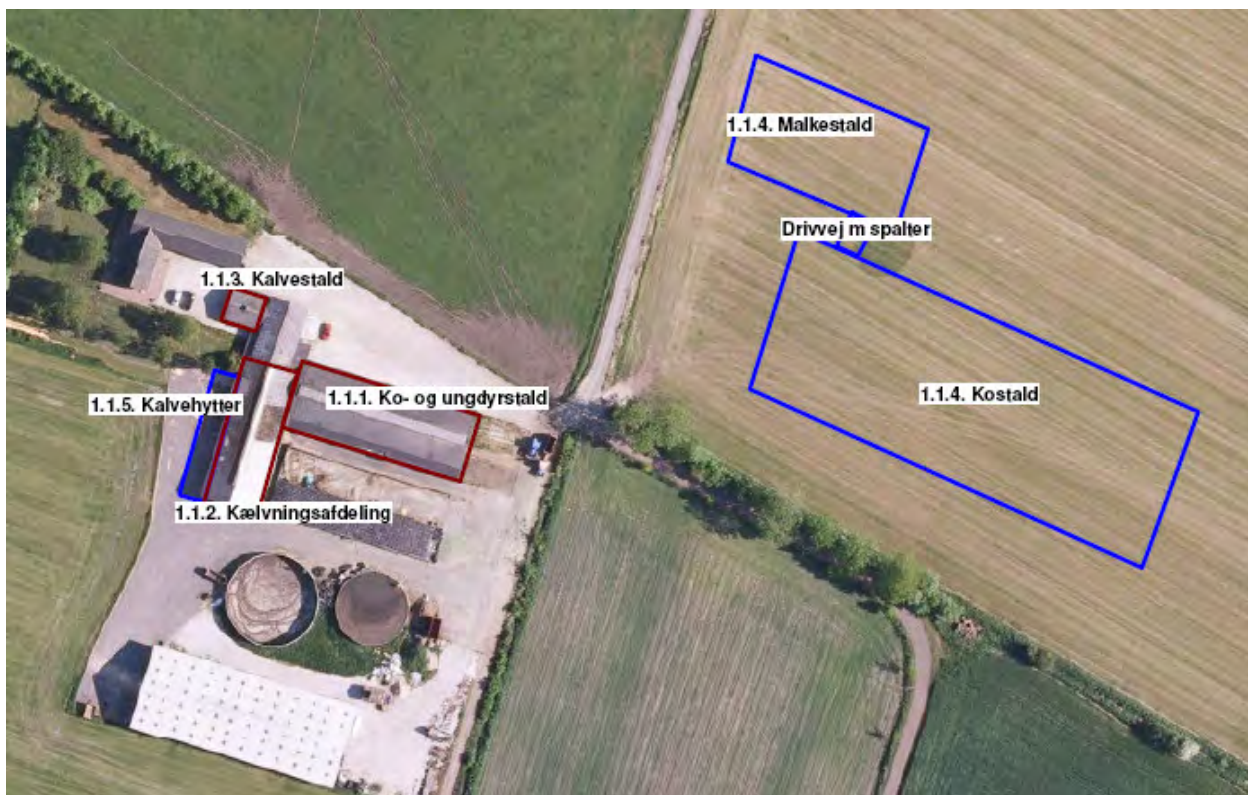 1.1.4. Malkestald
Drivvej m spalter
1.1.3. Kalvestald
1.1.4. Kostald
1.1.1. Ko- og ungdyrstald
1.1.5. Kalvehytter
1.1.2. Kælvningsafdeling